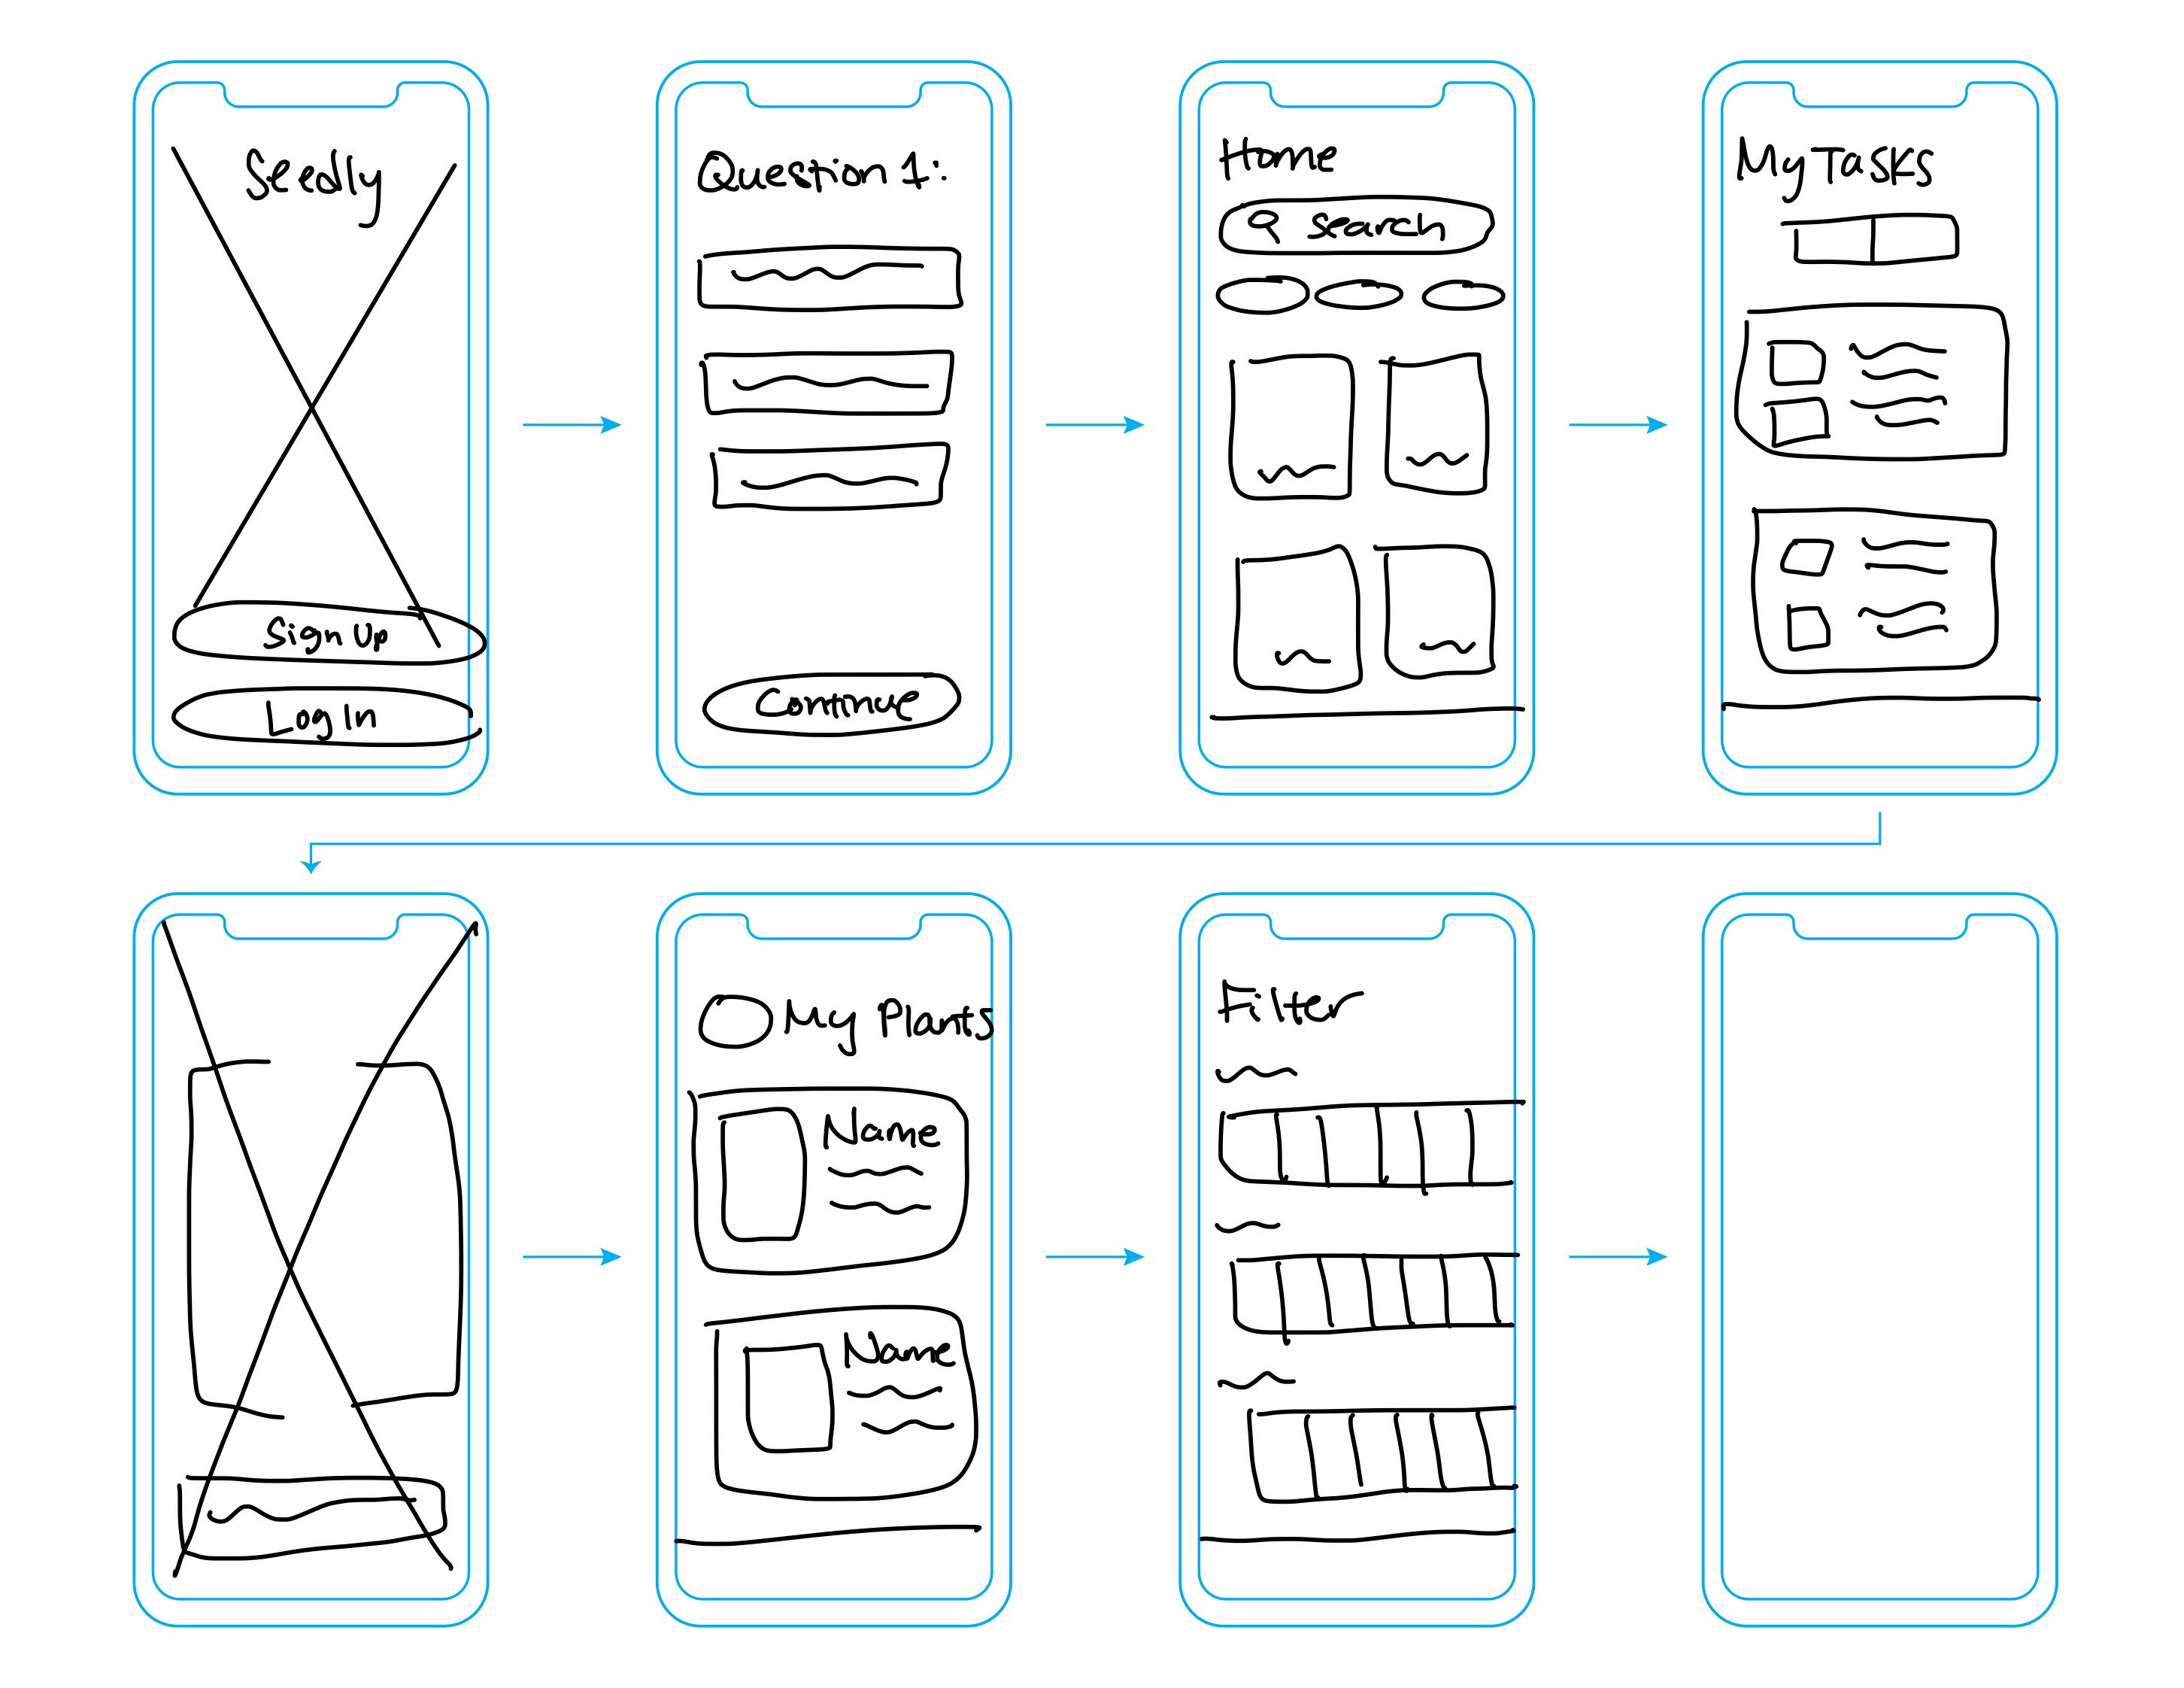 Seedly
Sign Up
Log In
Question 1:
Continue
Home
Search
My Tasks
My Plants
Name
Name
Filter